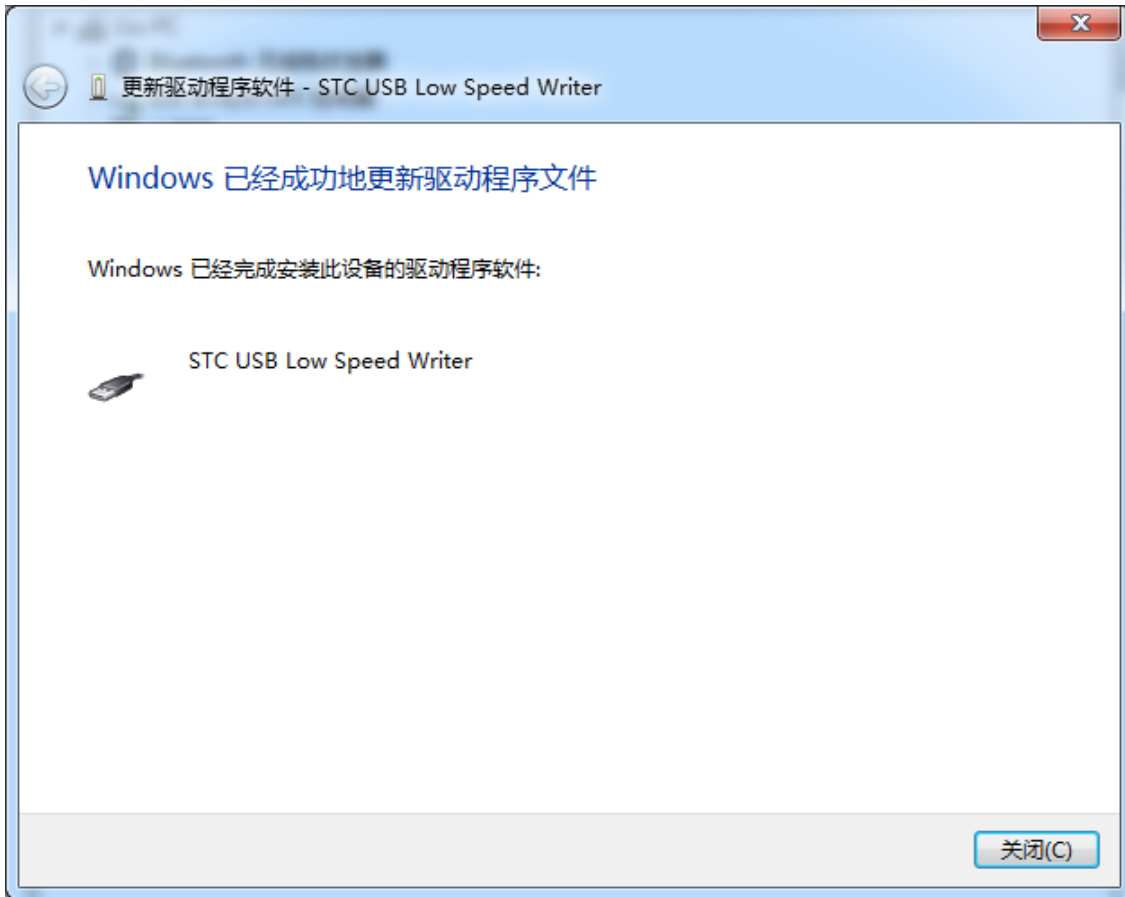 更新驱动程序软件 - STC USB Low Speed Writer
Windows 已经成功地更新驱动程序文件
Windows 已经完成安装此设备的驱动程序软件:
STC USB Low Speed Writer
关闭(C)